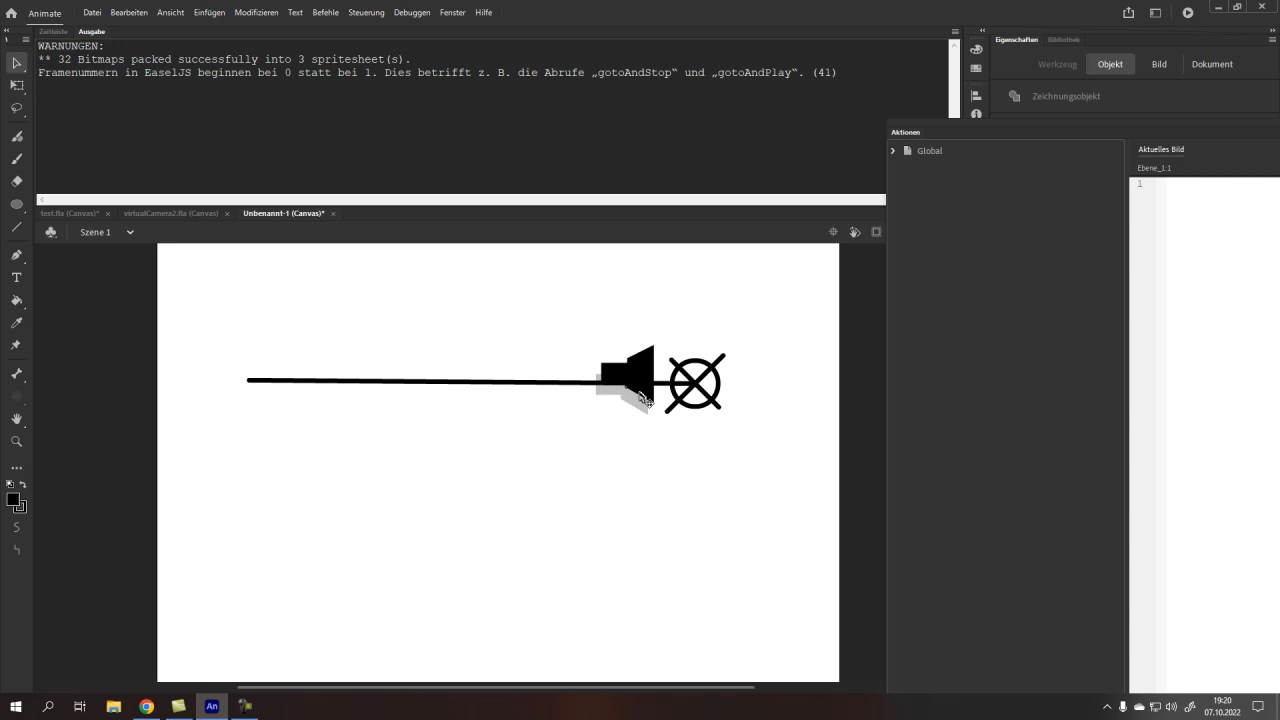 Animate Datei Bearbeiten Ansicht Einfügen Modifizieren Text Befehle Steuerung Debuggen Fenster Hilfe
Zeitleiste Ausgabe
WARNUNGEN:
** 32 Bitmaps packed successfully into 3 spritesheet(s).
Framenummern in EaselJS beginnen bei 0 statt bei 1. Dies betrifft z. B. die Abrufe „gotoAndStop“ und „gotoAndPlay“. (41)
Eigenschaften Bibliothek
Werkzeug Objekt Bild Dokument
Zeichnungsobjekt
Aktionen
Global
Aktuelles Bild
Ebene_1:1
1
test.fla (Canvas)* virtualCamera2.fla (Canvas) Unbenannt-1 (Canvas)*
Szene 1
An
19:20
07.10.2022